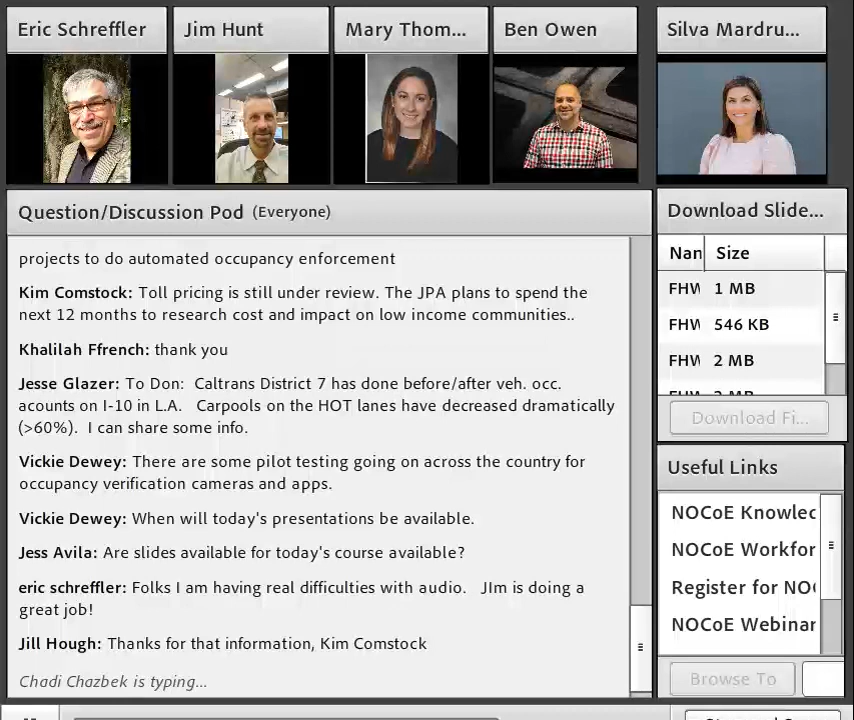 Eric Schreffler
Jim Hunt
Mary Thom...
Ben Owen
Silva Mardru...
Question/Discussion Pod (Everyone)
projects to do automated occupancy enforcement
Kim Comstock: Toll pricing is still under review. The JPA plans to spend the
next 12 months to research cost and impact on low income communities..
Khalilah Ffrench: thank you
Jesse Glazer: To Don: Caltrans District 7 has done before/after veh. occ.
acounts on I-10 in L.A. Carpools on the HOT lanes have decreased dramatically
(>60%). I can share some info.
Vickie Dewey: There are some pilot testing going on across the country for
occupancy verification cameras and apps.
Vickie Dewey: When will today's presentations be available.
Jess Avila: Are slides available for today's course available?
eric schreffler: Folks I am having real difficulties with audio. JIm is doing a
great job!
Jill Hough: Thanks for that information, Kim Comstock
Chadi Chazbek is typing...
Download Slide...
Nan Size
FHW 1 MB
FHW 546 KB
FHW 2 MB
Download Fi...
Useful Links
NOCoE Knowlec
NOCoE Workfor
Register for NO
NOCoE Webinar
Browse To